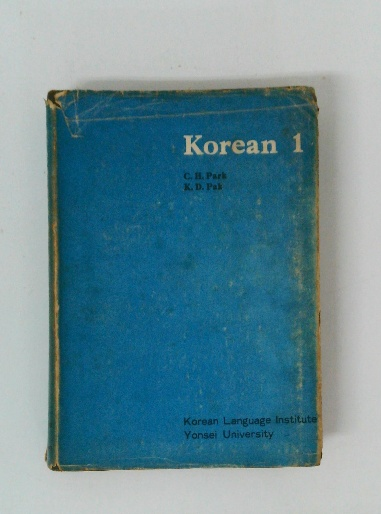 Korean 1
C. H. Park
K. D. Pak
Korean Language Institute
Yonsei University